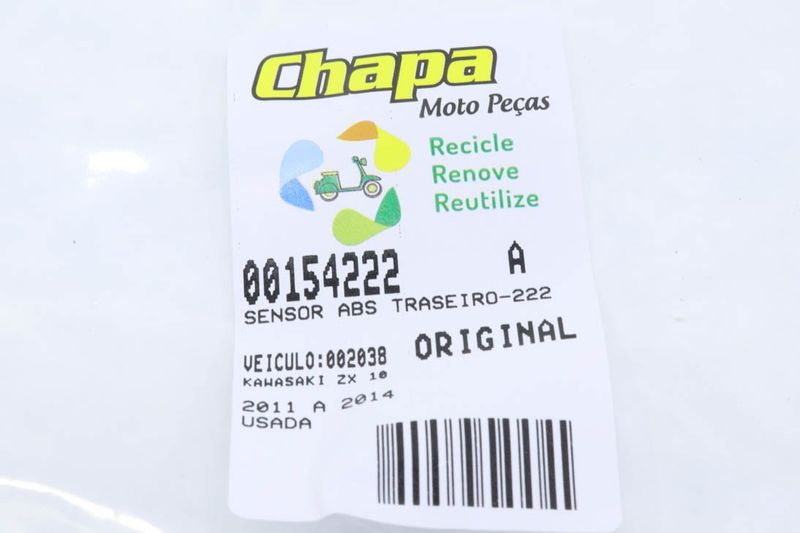 Chapa
Moto Peças
Recicle
Renove
Reutilize
00154222 A
SENSOR ABS TRASEIRO-222
VEICULO:002038 ORIGINAL
KAWASAKI ZX 10
2011 A 2014
USADA